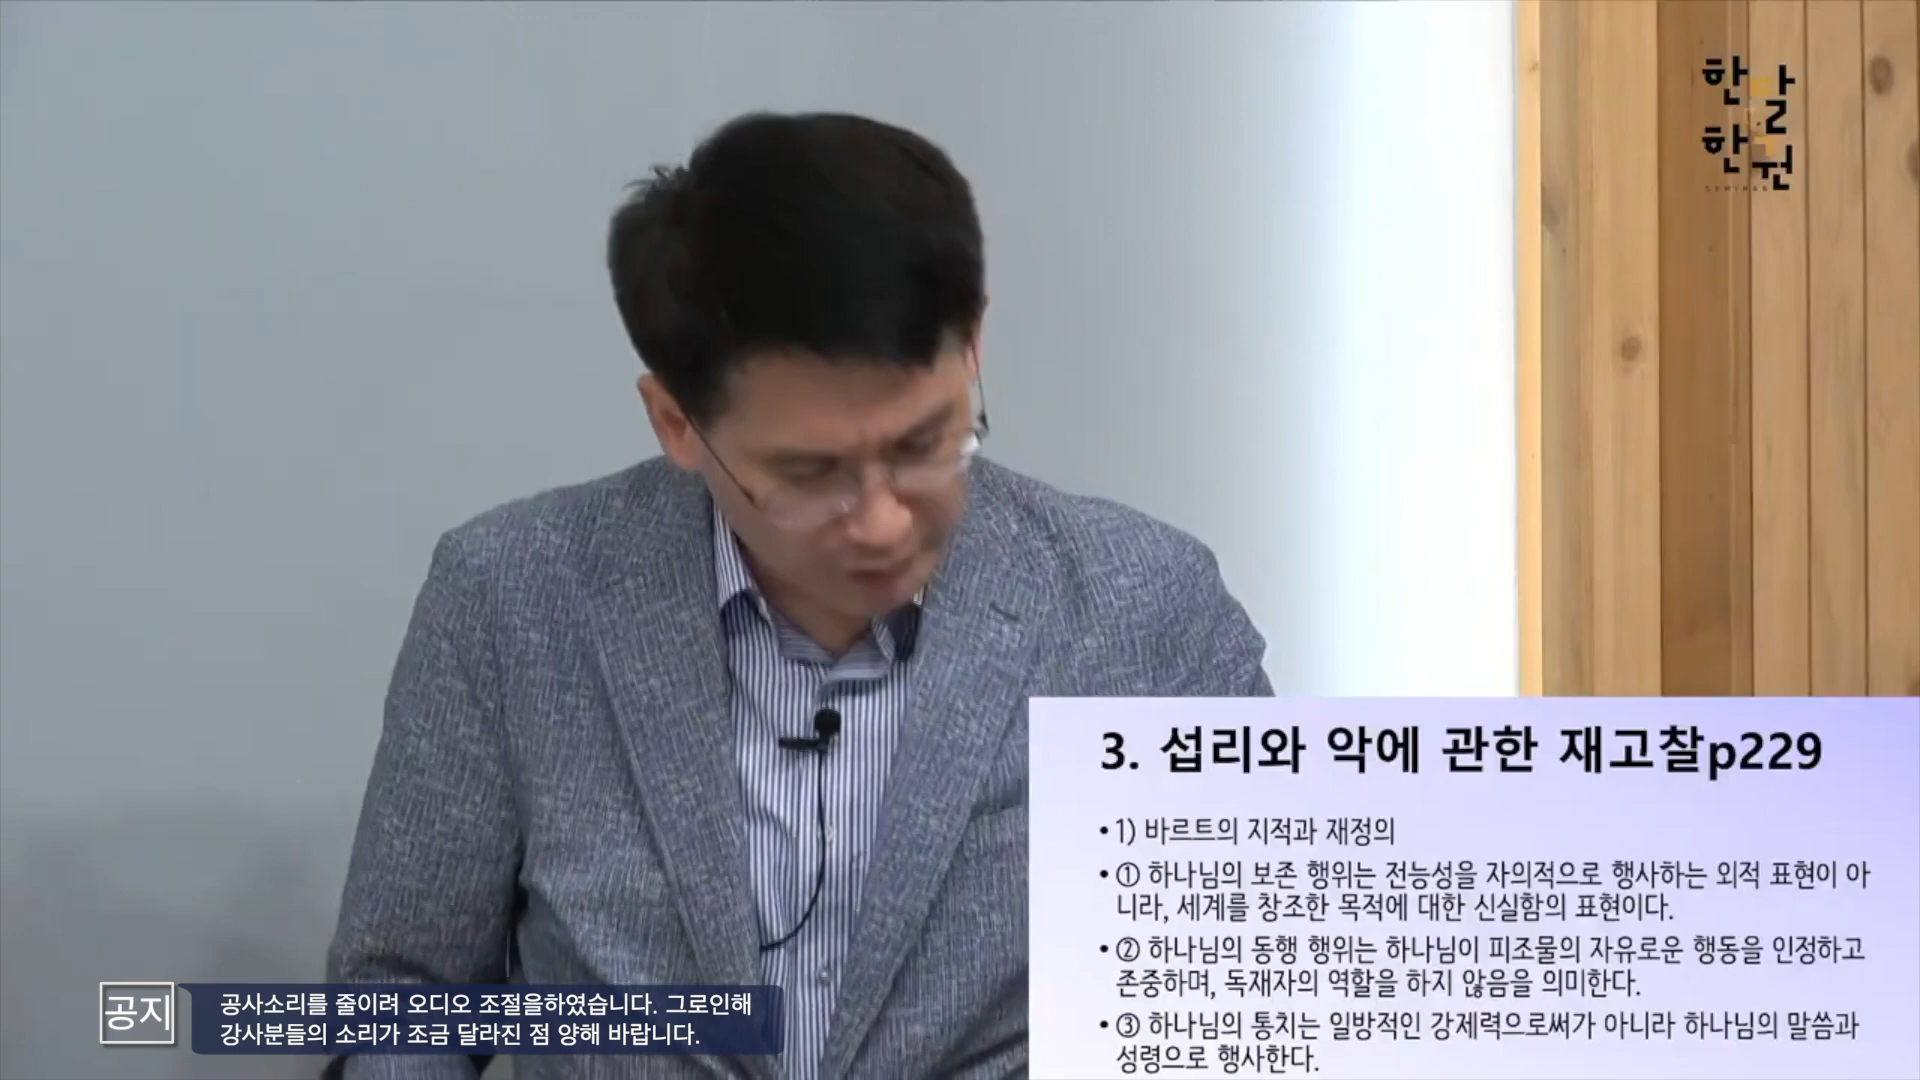 한달
한권
SEMINAR
3. 섭리와 악에 관한 재고찰p229
• 1) 바르트의 지적과 재정의
• ① 하나님의 보존 행위는 전능성을 자의적으로 행사하는 외적 표현이 아
니라, 세계를 창조한 목적에 대한 신실함의 표현이다.
• ② 하나님의 동행 행위는 하나님이 피조물의 자유로운 행동을 인정하고
존중하며, 독재자의 역할을 하지 않음을 의미한다.
• ③ 하나님의 통치는 일방적인 강제력으로써가 아니라 하나님의 말씀과
성령으로 행사한다.
공지
공사소리를 줄이려 오디오 조절을하였습니다. 그로인해
강사분들의 소리가 조금 달라진 점 양해 바랍니다.